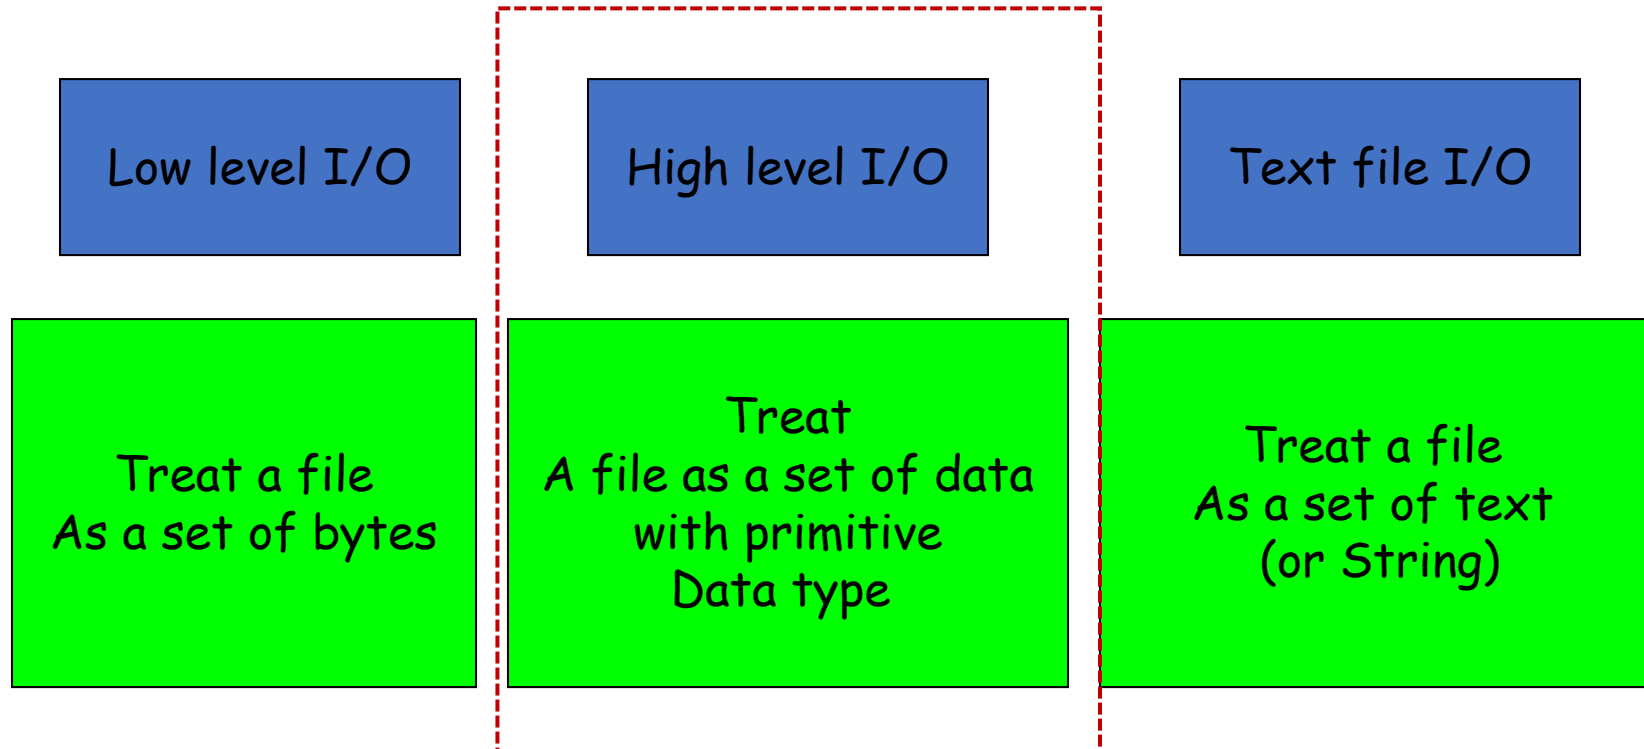 Low level I/O
High level I/O
Text file I/O
Treat a file
As a set of bytes
Treat
A file as a set of data
with primitive
Data type
Treat a file
As a set of text
(or String)